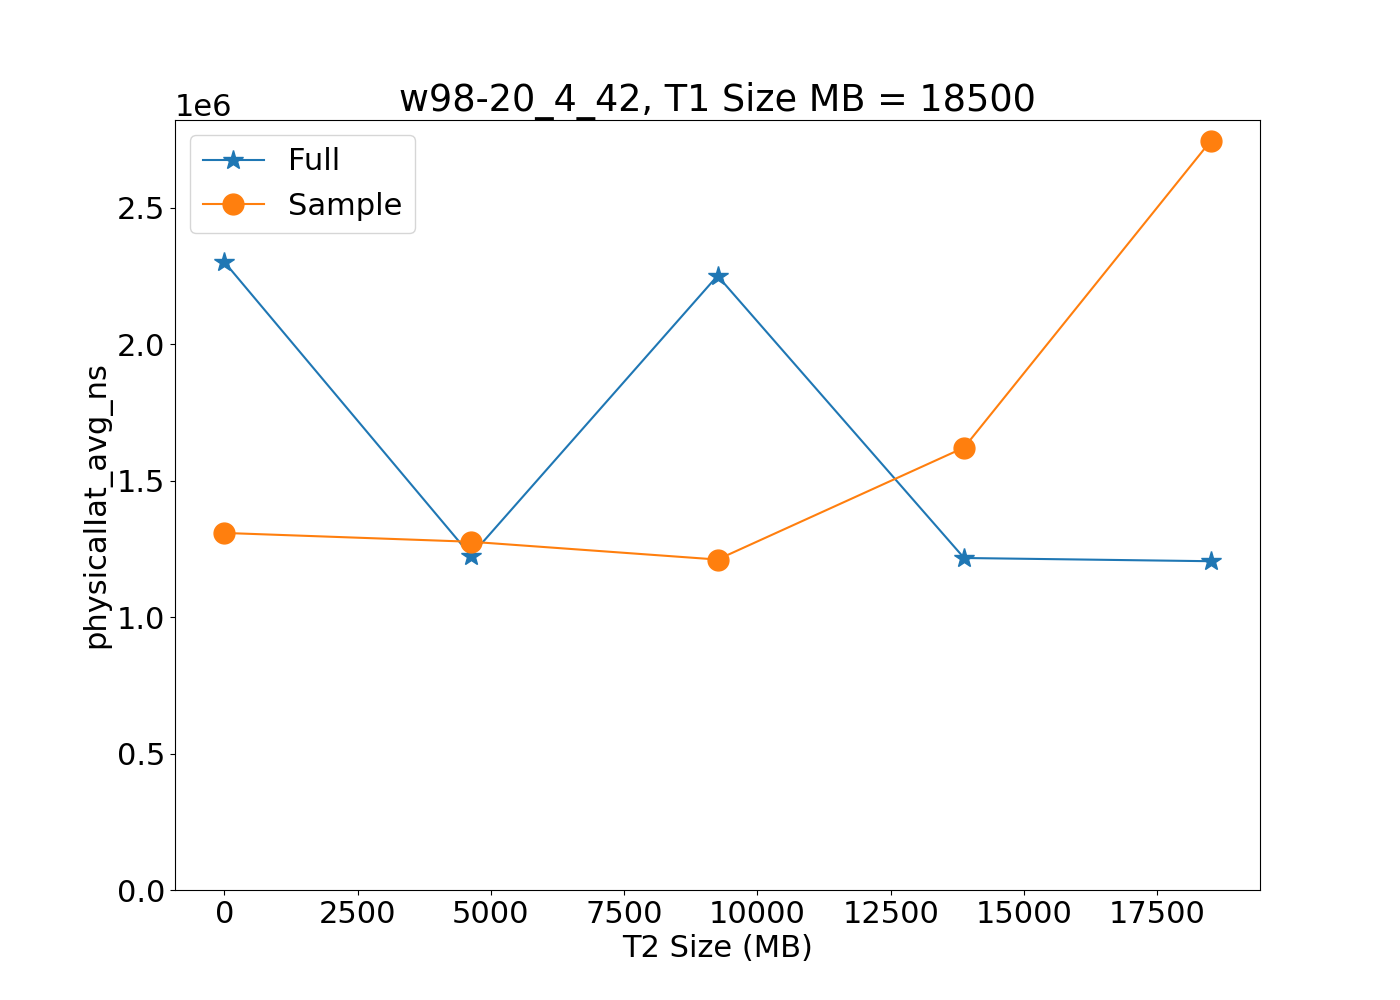 w98-20_4_42, T1 Size MB = 18500
1e6
Full
Sample
2.5
2.0
1.5
1.0
0.5
0.0
physicallat_avg_ns
0 2500 5000 7500 10000 12500 15000 17500
T2 Size (MB)